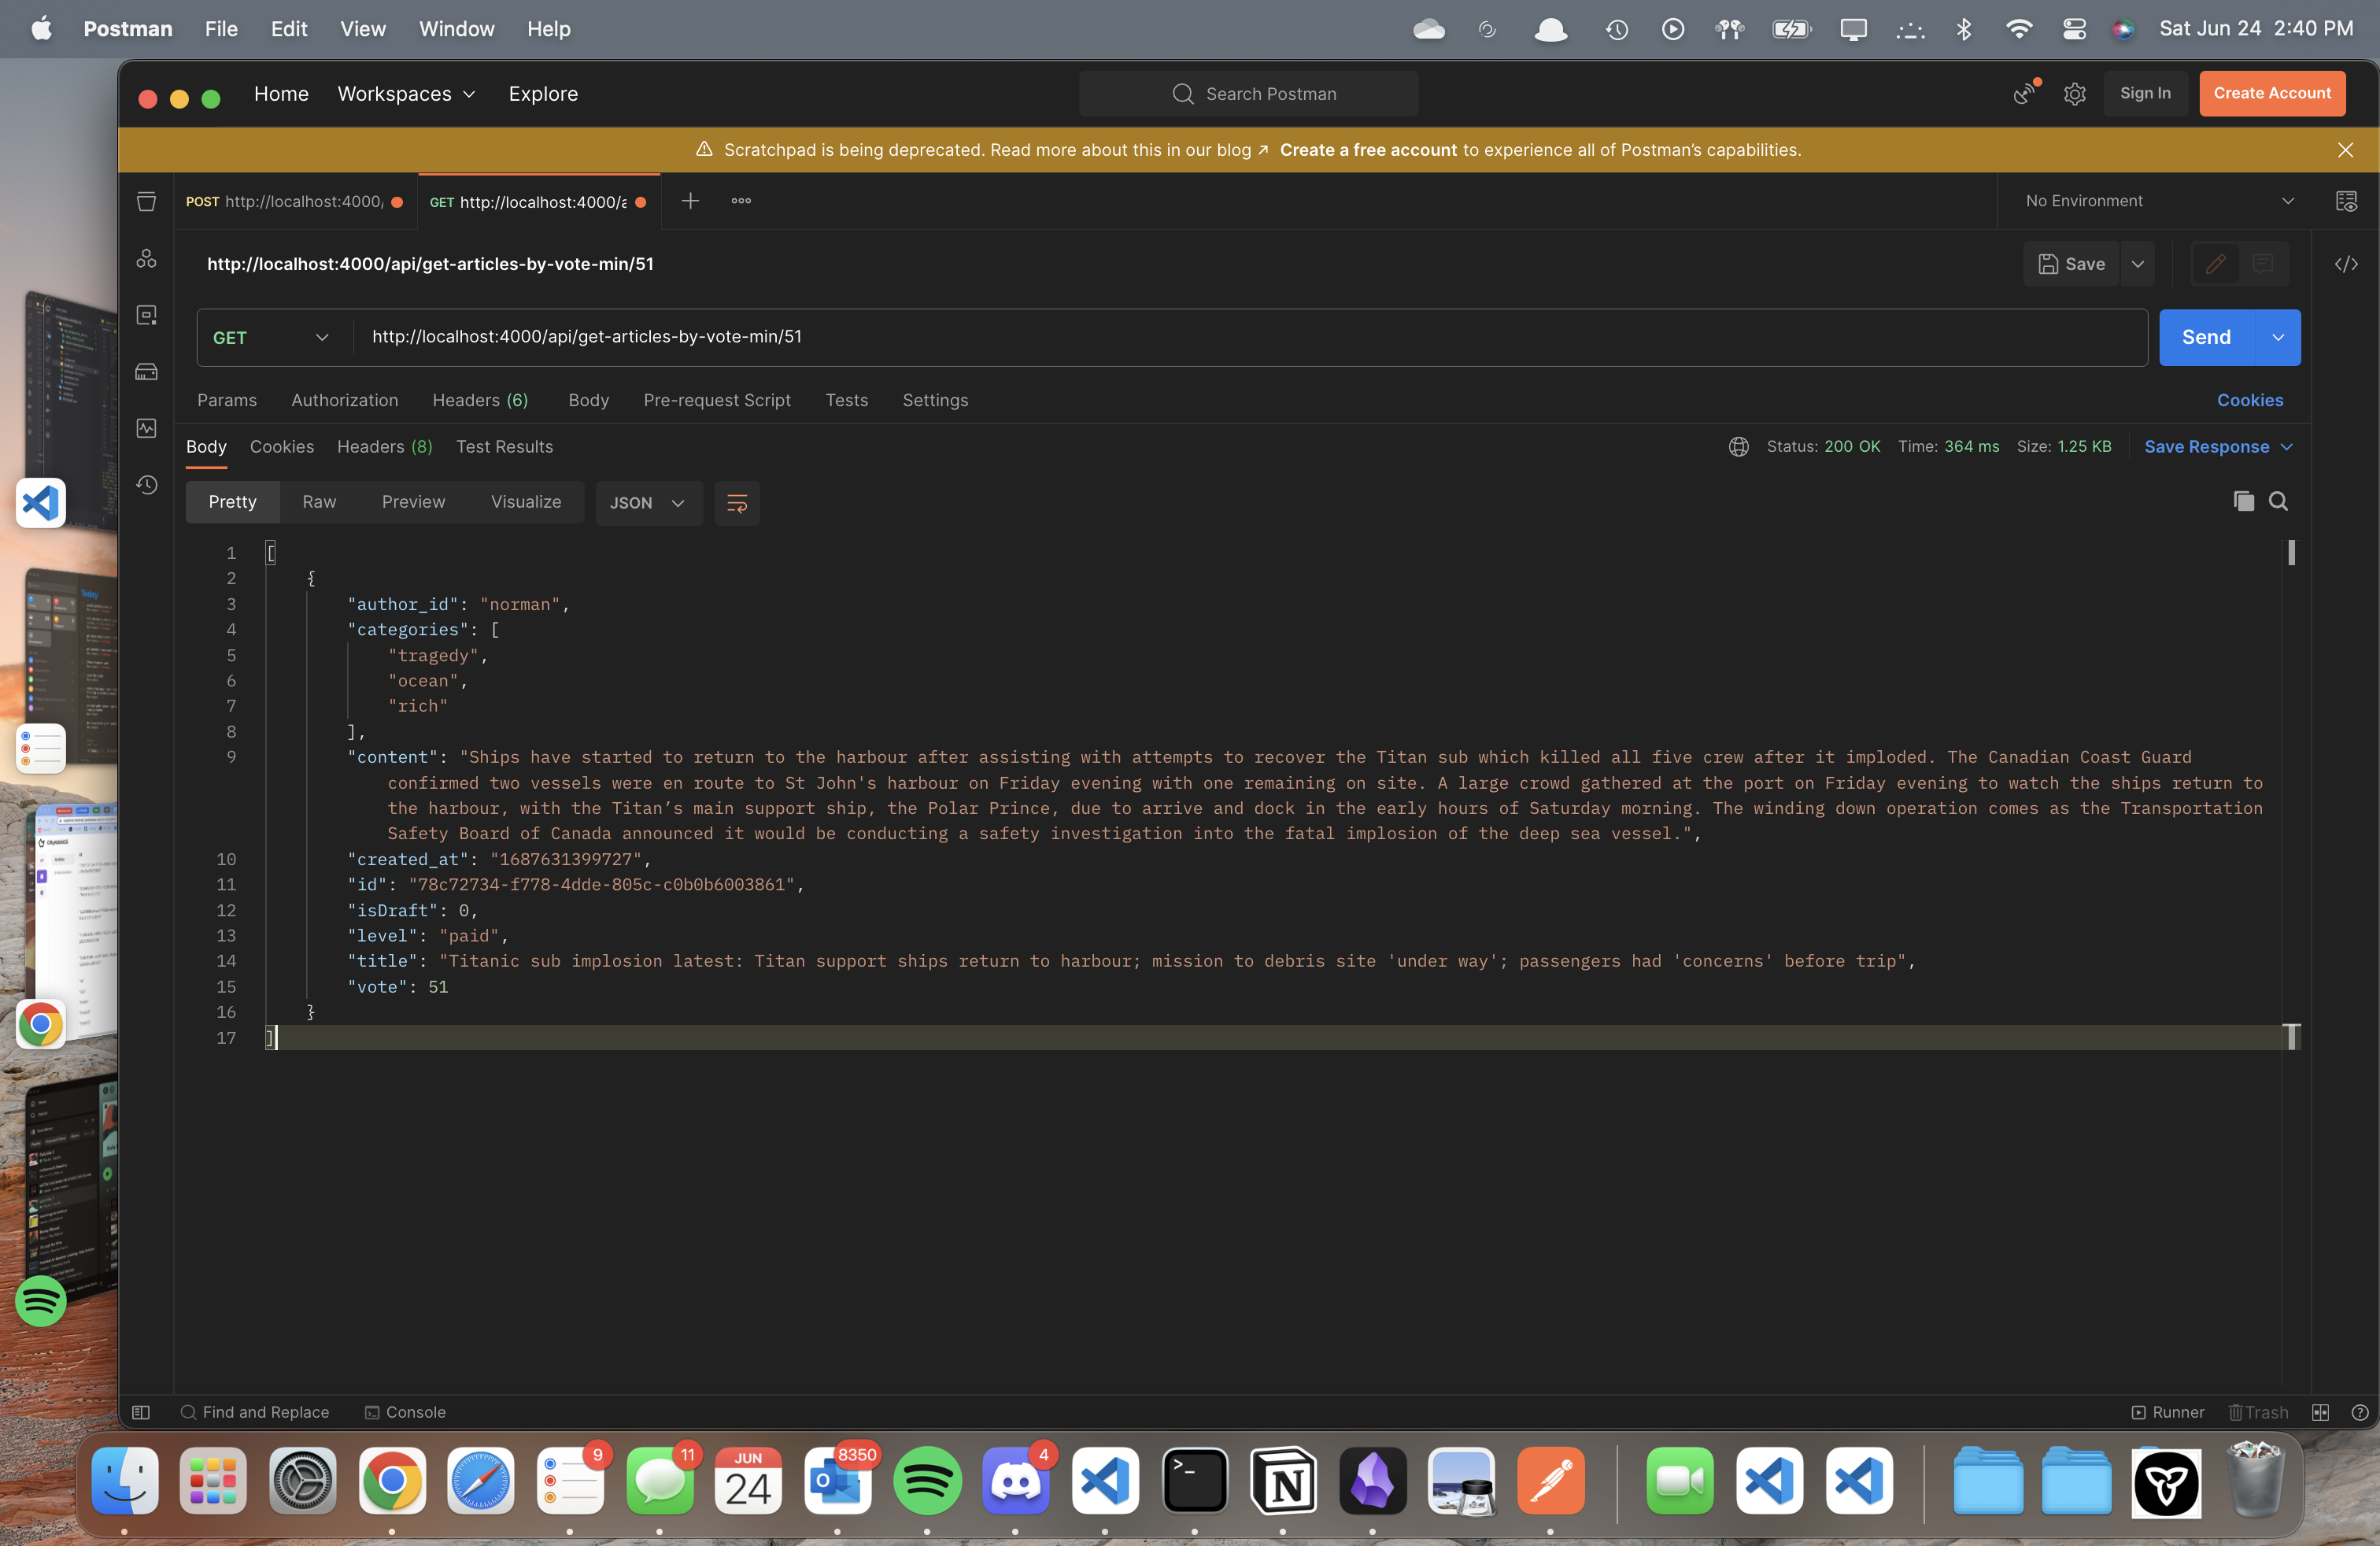 Postman File Edit View Window Help Sat Jun 24 2:40 PM
Home Workspaces Explore Search Postman Sign In Create Account
Scratchpad is being deprecated. Read more about this in our blog ↗ Create a free account to experience all of Postman’s capabilities.
POST http://localhost:4000/ GET http://localhost:4000/a No Environment
http://localhost:4000/api/get-articles-by-vote-min/51 Save
GET http://localhost:4000/api/get-articles-by-vote-min/51 Send
Params Authorization Headers (6) Body Pre-request Script Tests Settings Cookies
Body Cookies Headers (8) Test Results Status: 200 OK Time: 364 ms Size: 1.25 KB Save Response
Pretty Raw Preview Visualize JSON
1 [
2 {
3 "author_id": "norman",
4 "categories": [
5 "tragedy",
6 "ocean",
7 "rich"
8 ],
9 "content": "Ships have started to return to the harbour after assisting with attempts to recover the Titan sub which killed all five crew after it imploded. The Canadian Coast Guard
confirmed two vessels were en route to St John's harbour on Friday evening with one remaining on site. A large crowd gathered at the port on Friday evening to watch the ships return to
the harbour, with the Titan’s main support ship, the Polar Prince, due to arrive and dock in the early hours of Saturday morning. The winding down operation comes as the Transportation
Safety Board of Canada announced it would be conducting a safety investigation into the fatal implosion of the deep sea vessel.",
10 "created_at": "1687631399727",
11 "id": "78c72734-f778-4dde-805c-c0b0b6003861",
12 "isDraft": 0,
13 "level": "paid",
14 "title": "Titanic sub implosion latest: Titan support ships return to harbour; mission to debris site 'under way'; passengers had 'concerns' before trip",
15 "vote": 51
16 }
17 ]
Today
Find and Replace Console Runner Trash
9 11 JUN 24 8350 4